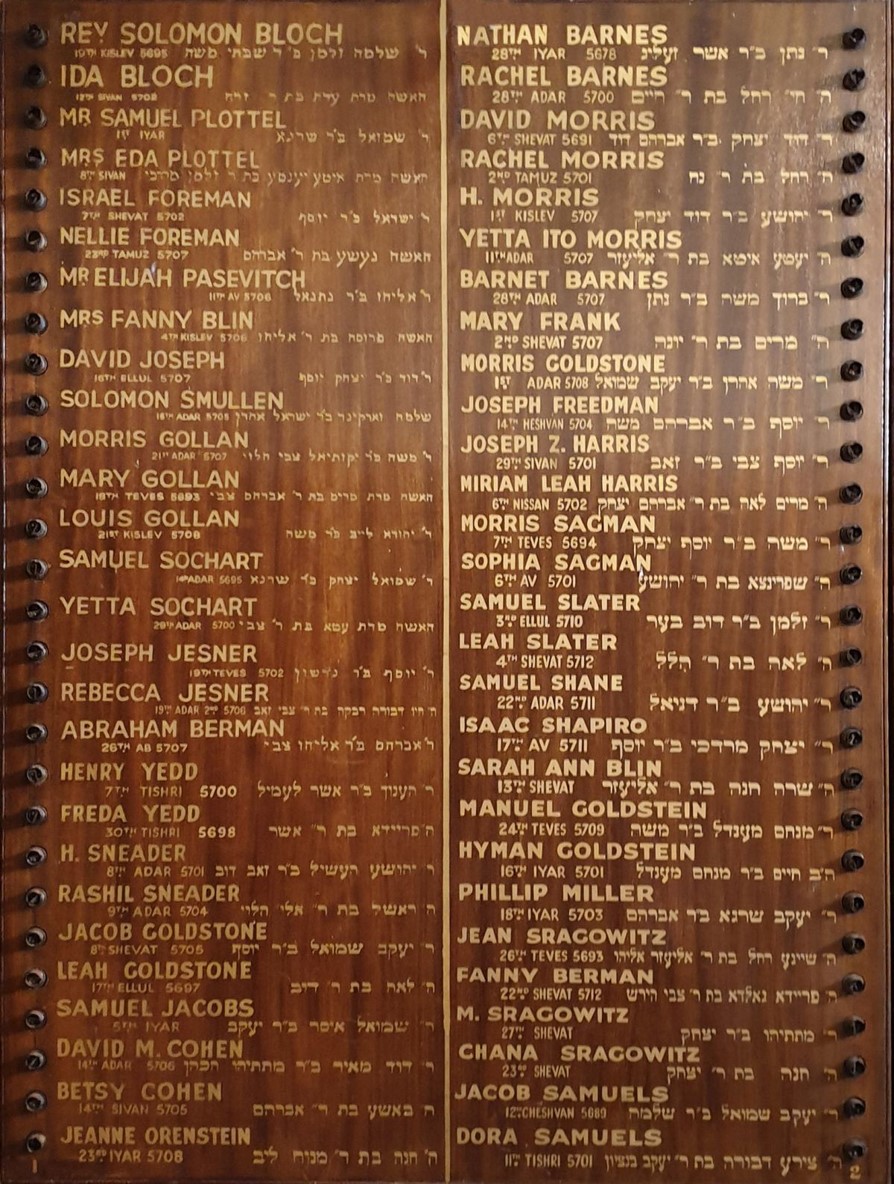 REV SOLOMON BLOCH
19TH KISLEV 5695 ר' שלמה זלמן ב"ר שבתי משה
IDA BLOCH
12TH SIVAN 5708 האשה מרת עדה בת ר' זרח
MR SAMUEL PLOTTEL
1ST IYAR ר' שמואל ב"ר שרגא
MRS EDA PLOTTEL
8TH SIVAN האשה מרת איטע יענטע בת ר' זלמן מרדכי
ISRAEL FOREMAN
7TH SHEVAT 5702 ר' ישראל ב"ר יוסף
NELLIE FOREMAN
23RD TAMUZ 5707 האשה נעשע בת ר' אברהם
MR ELIJAH PASEVITCH
11TH AV 5706 ר' אליהו ב"ר נתנאל
MRS FANNY BLIN
4TH KISLEV 5706 האשה פרומה בת ר' אליהו
DAVID JOSEPH
16TH ELLUL 5707 ר' דוד ב"ר יצחק יוסף
SOLOMON SMULLEN
16TH ADAR 5705 שלמה ב"ר ישראל אהרן
MORRIS GOLLAN
21ST ADAR 5707 ר' משה ב"ר יקותיאל צבי הלוי
MARY GOLLAN
18TH TEVES 5693 האשה מרת מרים בת ר' אברהם צבי
LOUIS GOLLAN
21ST KISLEV 5708 ר' יהודא לייב ב"ר משה
SAMUEL SOCHART
ADAR 5695 ר' שמואל יצחק ב"ר שרגא
YETTA SOCHART
29TH ADAR 5700 האשה מרת עטא בת ר' צבי
JOSEPH JESNER
19TH TEVES 5702 ר' יוסף ב"ר גרשון
REBECCA JESNER
19TH ADAR 2ND 5706 דבורה רבקה בת ר' צבי זאב
ABRAHAM BERMAN
26TH AB 5707 ר' אברהם ב"ר אליהו צבי
HENRY YEDD
7TH TISHRI 5700 ר' הענוך ב"ר אשר לעמיל
FREDA YEDD
30TH TISHRI 5698 ה' פריידא בת ר' אשר
H. SNEADER
8TH ADAR 5701 ר' יהושע העשיל ב"ר זאב דוב
RASHIL SNEADER
9TH ADAR 5704 ה' ראשל בת ר' אלי הלוי
JACOB GOLDSTONE
8TH SHEVAT 5705 ר' יעקב שמואל ב"ר יוסף
LEAH GOLDSTONE
17TH ELLUL 5697 ה' לאה בת ר' דוב
SAMUEL JACOBS
5TH IYAR ר' שמואל איסר ב"ר יעקב
DAVID M. COHEN
14TH ADAR 5706 ר' דוד מאיר ב"ר מתתיהו הכהן
BETSY COHEN
14TH SIVAN 5705 ה באשע בת ר' אברהם
JEANNE ORENSTEIN
23RD IYAR 5708 ה' חנה בת ר' מניח ליב
1
NATHAN BARNES
28TH IYAR 5678 ר' נתן ב"ר אשר זעליג
RACHEL BARNES
28TH ADAR 5700 ה' חי' רחל בת ר' חיים
DAVID MORRIS
6TH SHEVAT 5691 ר' דוד יצחק ב"ר אברהם דוד
RACHEL MORRIS
2ND TAMUZ 5701 ה' רחל בת ר' נח
H. MORRIS
1ST KISLEV 5707 ר' יהושע ב"ר דוד יצחק
YETTA ITO MORRIS
11TH ADAR 5707 ה' יעטע איטא בת ר' אליעזר
BARNET BARNES
28TH ADAR 5707 ר' ברוך משה ב"ר נתן
MARY FRANK
2ND SHEVAT 5707 ה' מרים בת ר' יונה
MORRIS GOLDSTONE
1ST ADAR 5708 ר' משה אהרן ב"ר יעקב שמואל
JOSEPH FREEDMAN
14TH HESHVAN 5704 ר' יוסף ב"ר אברהם משה
JOSEPH Z. HARRIS
29TH SIVAN 5701 ר' יוסף צבי ב"ר זאב
MIRIAM LEAH HARRIS
6TH NISSAN 5702 ה' מרים לאה בת ר' אברהם יצחק
MORRIS SAGMAN
7TH TEVES 5694 ר' משה ב"ר יוסף יצחק
SOPHIA SAGMAN
6TH AV 5701 ה' שפרינצא בת ר' יהושע
SAMUEL SLATER
3RD ELLUL 5710 ר' זלמן ב"ר דוב בער
LEAH SLATER
4TH SHEVAT 5712 ה' לאה בת ר' הלל
SAMUEL SHANE
22ND ADAR 5711 ר' יהושע ב"ר דניאל
ISAAC SHAPIRO
17TH AV 5711 ר' יצחק מרדכי ב"ר יוסף
SARAH ANN BLIN
13TH SHEVAT ה' שרה חנה בת ר' אליעזר
MANUEL GOLDSTEIN
24TH TEVES 5709 ר' מנחם מענדל ב"ר משה
HYMAN GOLDSTEIN
16TH IYAR 5701 חיים ב"ר מנחם מענדל
PHILLIP MILLER
18TH IYAR 5703 ר' יעקב שרגא ב"ר אברהם
JEAN SRAGOWITZ
26TH TEVES 5693 ה' שיינע רחל בת ר' אליעזר אליהו
FANNY BERMAN
22ND SHEVAT 5712 ה' פריידא גאלדא בת ר' צבי הירש
M. SRAGOWITZ
27TH SHEVAT ר' מתתיהו ב"ר יצחק
CHANA SRAGOWITZ
23RD SHEVAT ה' חנה בת ר' יצחק
JACOB SAMUELS
12TH CHESHVAN 5689 ר' יעקב שמואל ב"ר שלמה
DORA SAMUELS
11TH TISHRI 5701 ה' צירע דבורה בת ר' יעקב בנציון
2